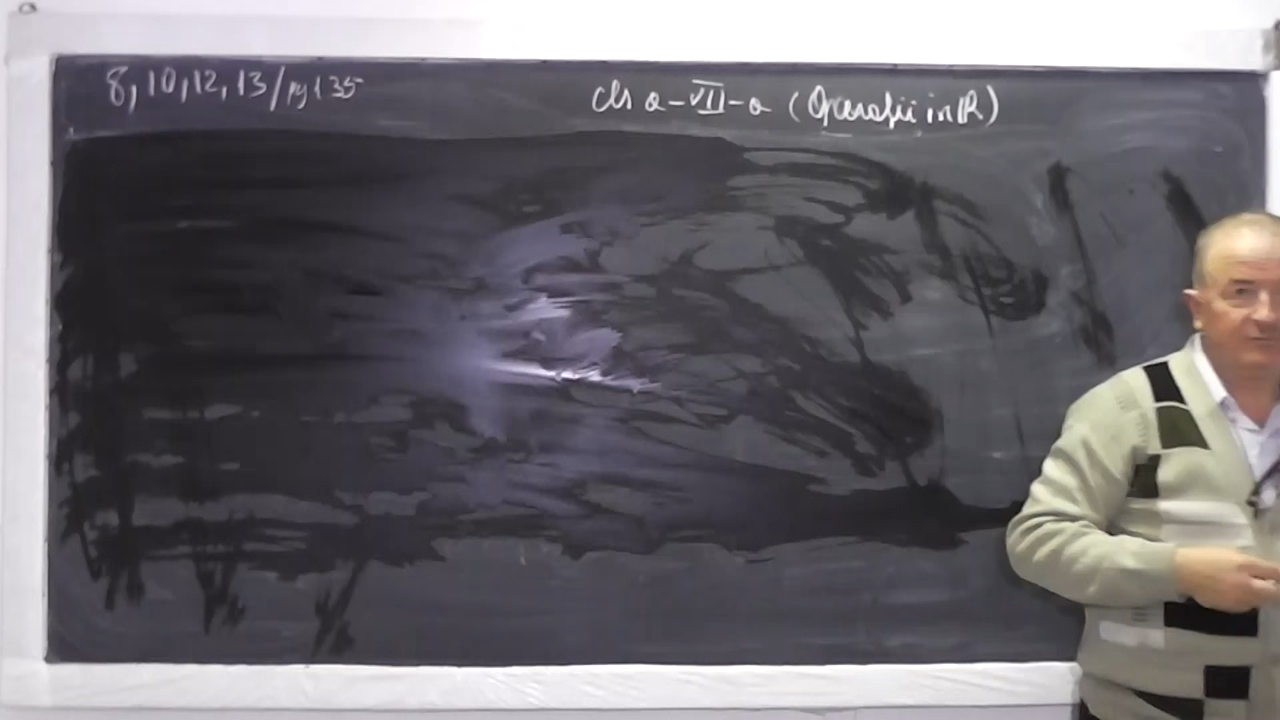 8, 10, 12, 13/pg 135
cls a-VII-a (Operații in ℝ)